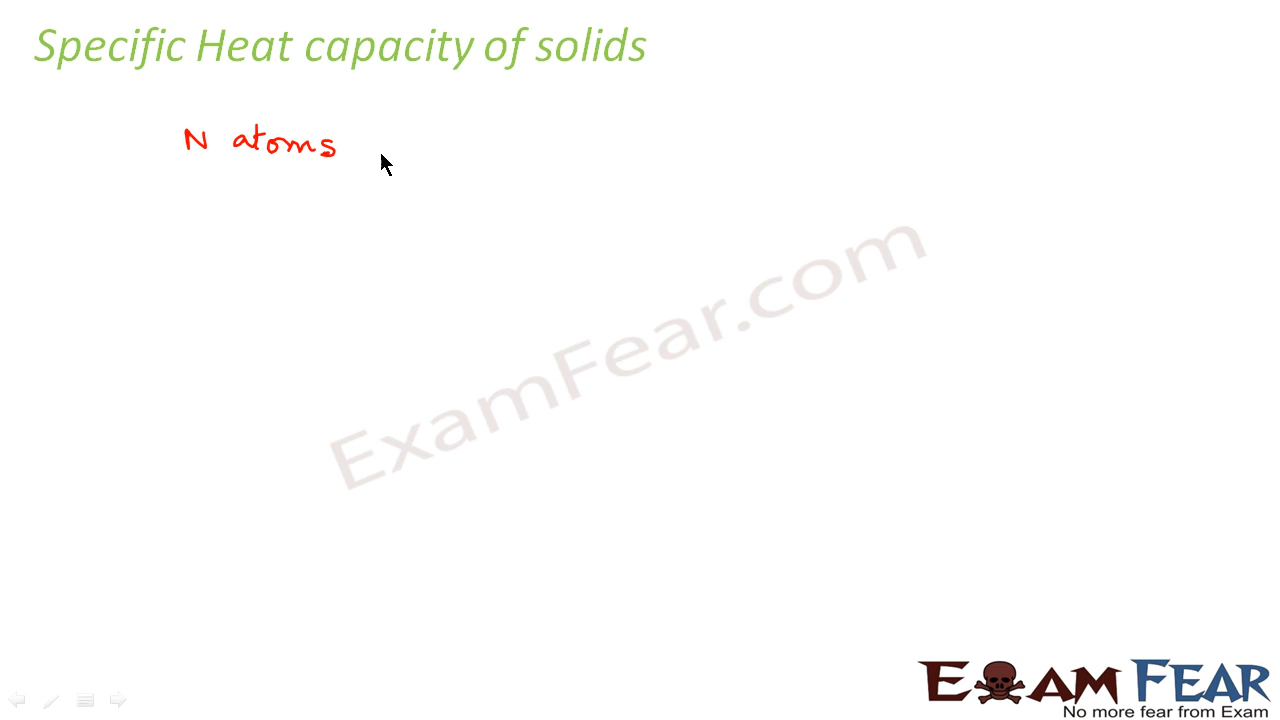 Specific Heat capacity of solids
N atoms
ExamFear.com
EXAM FEAR
No more fear from Exam